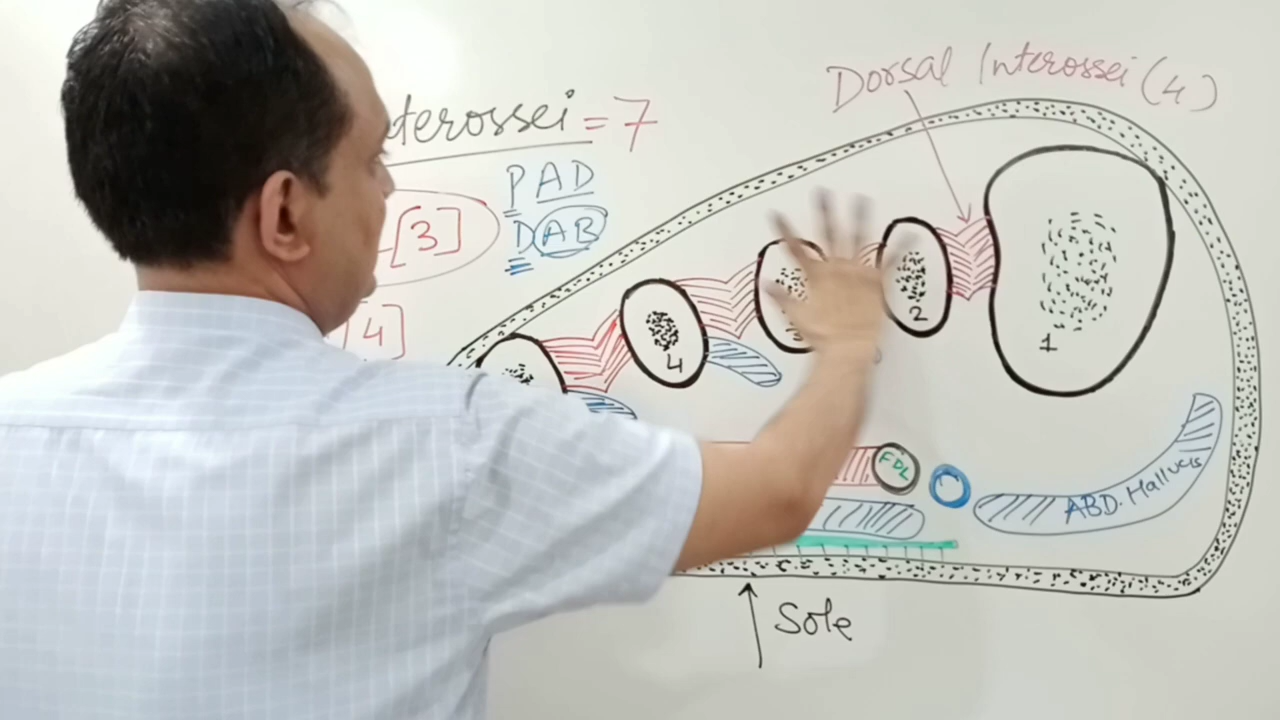 Dorsal Interossei (4)
terossei = 7
PAD
[3]
DAB
[4]
2
4
1
FDL
ABD. Hallucis
Sole